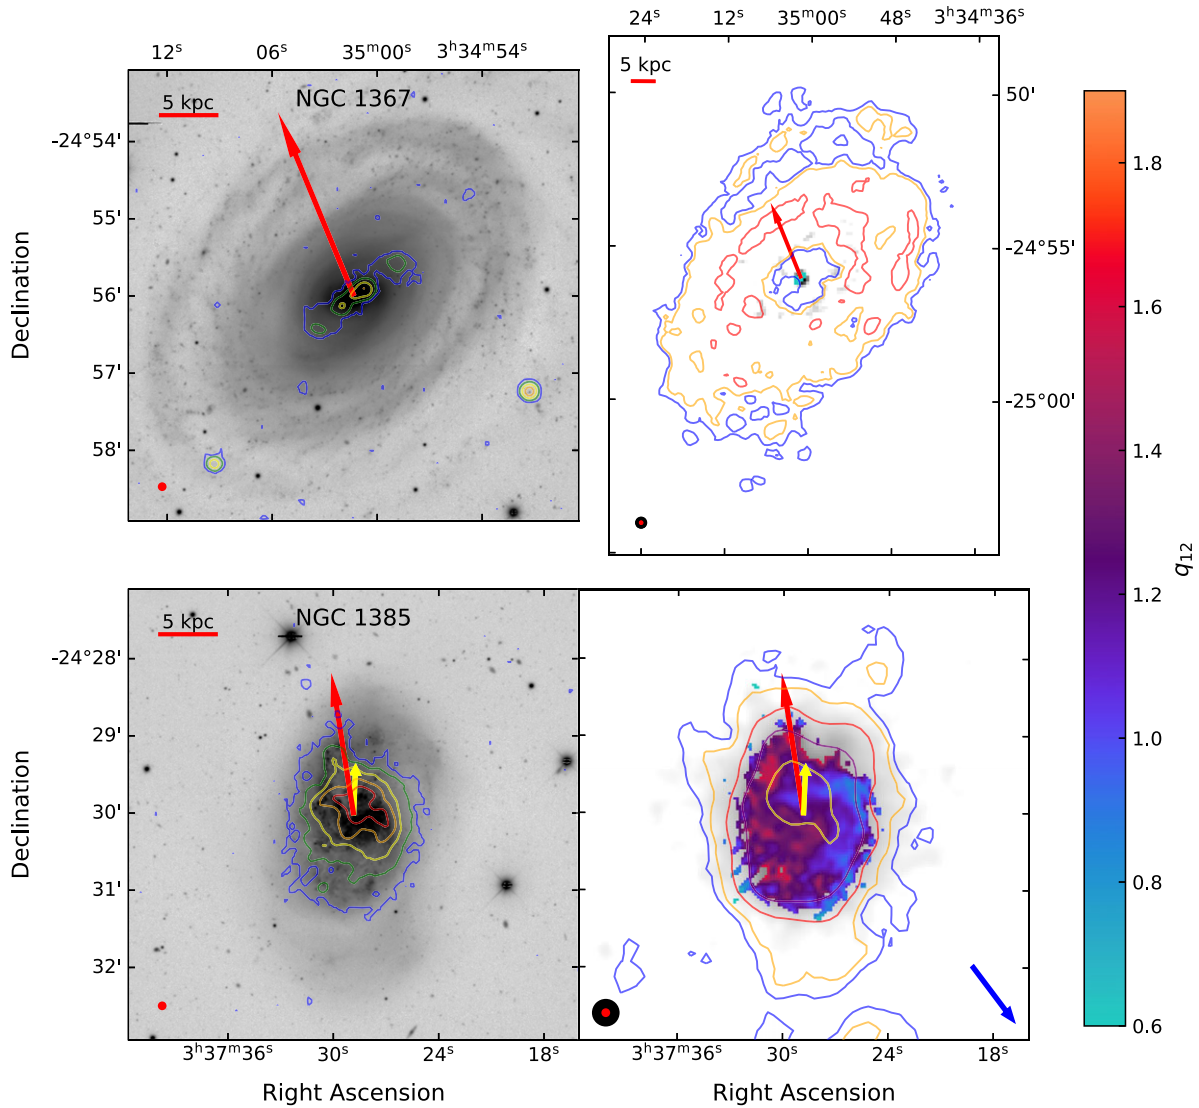 12ˢ 06ˢ 35ᵐ00ˢ 3ʰ34ᵐ54ˢ
24ˢ 12ˢ 35ᵐ00ˢ 48ˢ 3ʰ34ᵐ36ˢ
5 kpc
NGC 1367
-24°54'
55'
56'
57'
58'
Declination
5 kpc
50'
-24°55'
-25°00'
5 kpc
NGC 1385
-24°28'
29'
30'
31'
32'
Declination
3ʰ37ᵐ36ˢ 30ˢ 24ˢ 18ˢ
Right Ascension
3ʰ37ᵐ36ˢ 30ˢ 24ˢ 18ˢ
Right Ascension
1.8
1.6
1.4
1.2
1.0
0.8
0.6
q₁₂